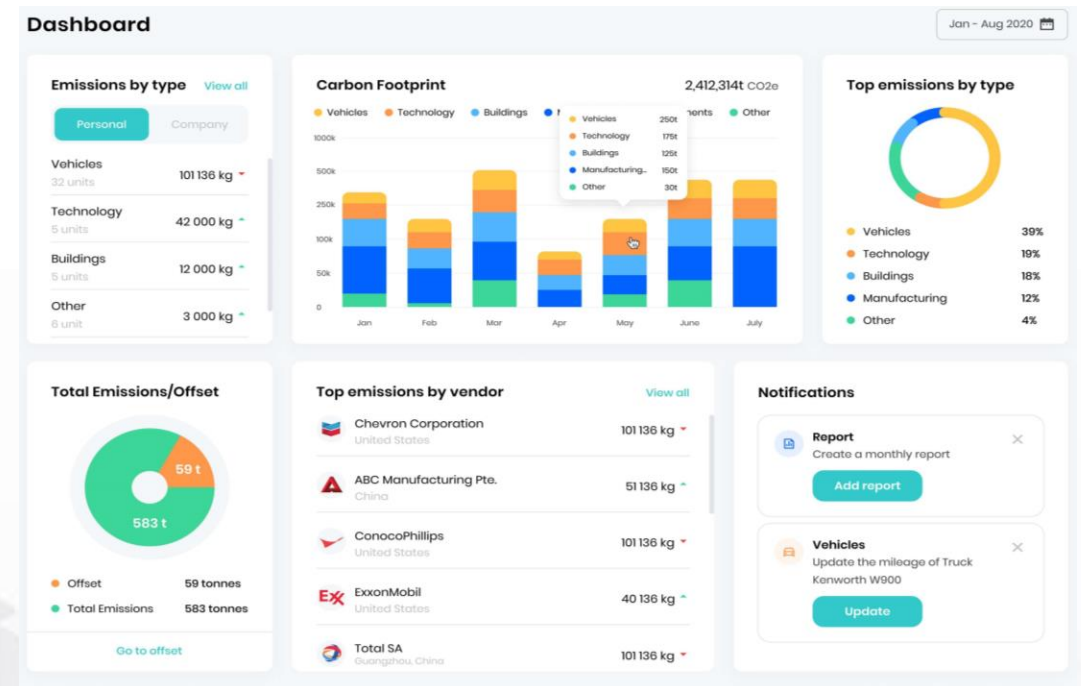 Dashboard
Jan - Aug 2020
Emissions by type View all
Personal Company
Vehicles
32 units
101 136 kg
Technology
5 units
42 000 kg
Buildings
5 units
12 000 kg
Other
6 unit
3 000 kg
Carbon Footprint 2,412,314t CO2e
Vehicles Technology Buildings Other
Vehicles 250t
Technology 175t
Buildings 125t
Manufacturing.. 150t
Other 30t
1000k
500k
250k
100k
50k
0
Jan Feb Mar Apr May June July
Top emissions by type
Vehicles 39%
Technology 19%
Buildings 18%
Manufacturing 12%
Other 4%
Total Emissions/Offset
59 t
583 t
Offset 59 tonnes
Total Emissions 583 tonnes
Go to offset
Top emissions by vendor View all
Chevron Corporation
United States
101 136 kg
ABC Manufacturing Pte.
China
51 136 kg
ConocoPhillips
United States
101 136 kg
ExxonMobil
United States
40 136 kg
Total SA
Guangzhou, China
101 136 kg
Notifications
Report
Create a monthly report
Add report
Vehicles
Update the mileage of Truck
Kenworth W900
Update